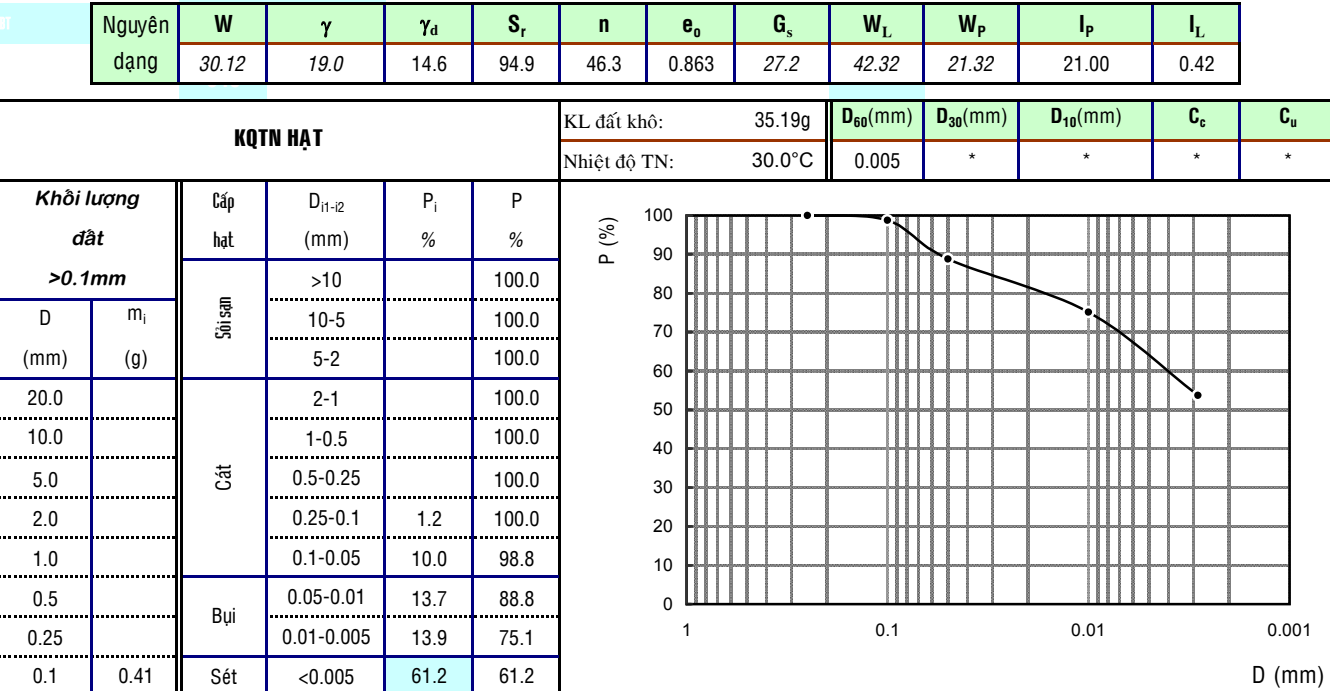 Nguyên dạng W γ γd Sr n eo Gs WL WP IP IL
30.12 19.0 14.6 94.9 46.3 0.863 27.2 42.32 21.32 21.00 0.42
KQTN HẠT
KL đất khô: 35.19g D60(mm) D30(mm) D10(mm) Cc Cu
Nhiệt độ TN: 30.0°C 0.005 * * * *
Khối lượng
đất
>0.1mm
D mi
(mm) (g)
20.0
10.0
5.0
2.0
1.0
0.5
0.25
0.1 0.41
Cấp Di1-i2 Pi P
hạt (mm) % %
Sỏi sạn
>10 100.0
10-5 100.0
5-2 100.0
Cát
2-1 100.0
1-0.5 100.0
0.5-0.25 100.0
0.25-0.1 1.2 100.0
0.1-0.05 10.0 98.8
Bụi
0.05-0.01 13.7 88.8
0.01-0.005 13.9 75.1
Sét <0.005 61.2 61.2
P (%)
100
90
80
70
60
50
40
30
20
10
0
1 0.1 0.01 0.001
D (mm)